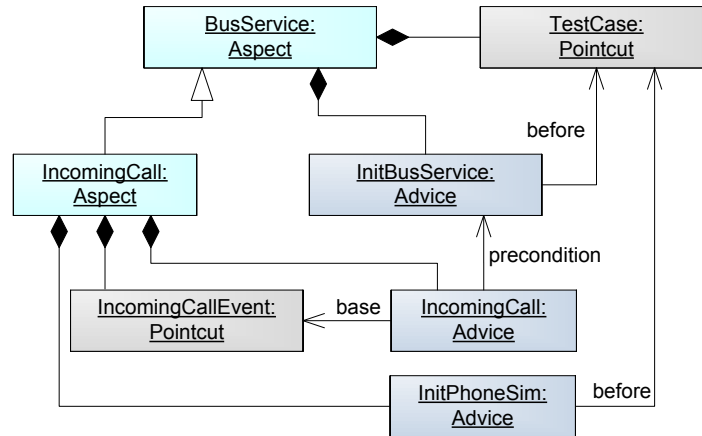 BusService:
Aspect
TestCase:
Pointcut
before
IncomingCall:
Aspect
InitBusService:
Advice
precondition
IncomingCallEvent:
Pointcut
base
IncomingCall:
Advice
InitPhoneSim:
Advice
before